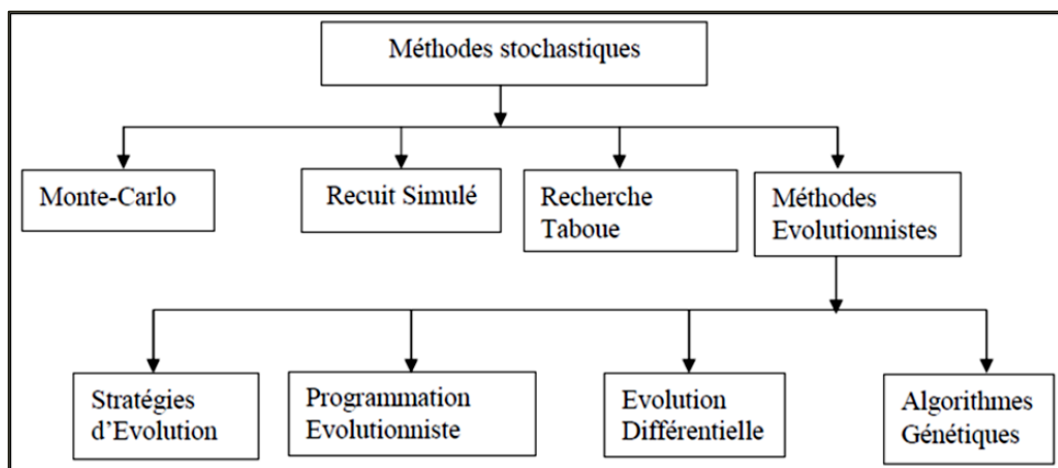 Méthodes stochastiques
Monte-Carlo
Recuit Simulé
Recherche
Taboue
Méthodes
Evolutionnistes
Stratégies
d’Evolution
Programmation
Evolutionniste
Evolution
Différentielle
Algorithmes
Génétiques